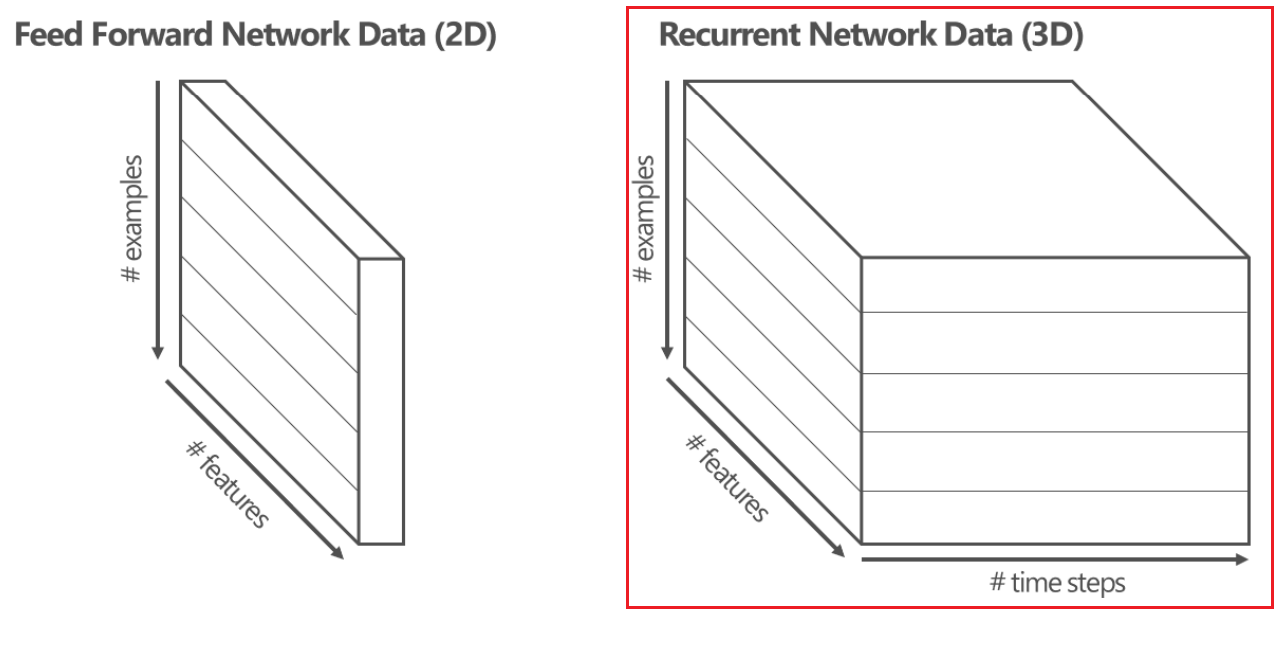 Feed Forward Network Data (2D)
# examples
# features
Recurrent Network Data (3D)
# examples
# features
# time steps